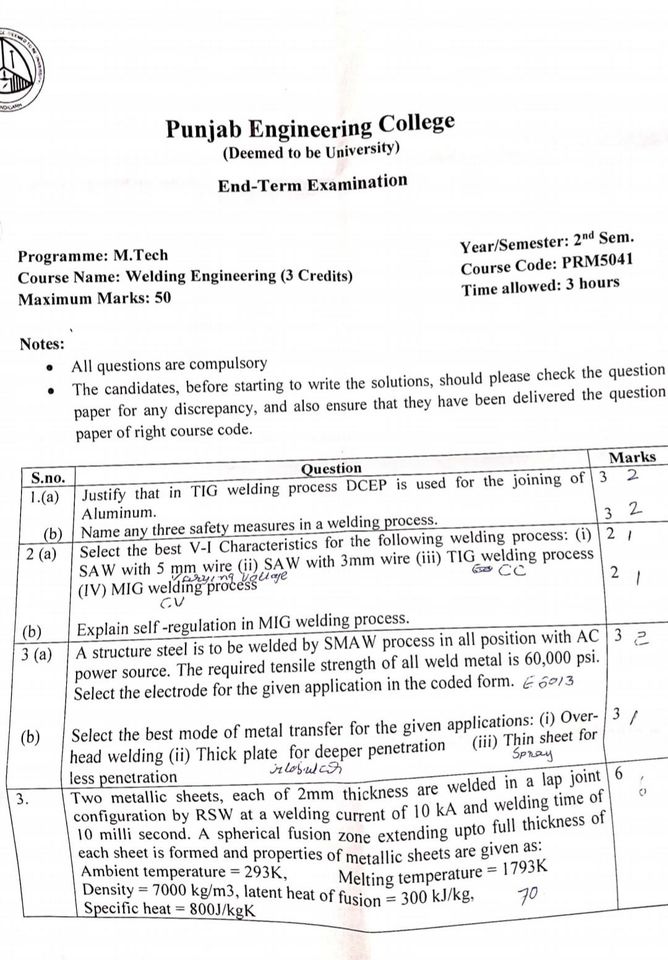 Punjab Engineering College
(Deemed to be University)
End-Term Examination
Programme: M.Tech
Course Name: Welding Engineering (3 Credits)
Maximum Marks: 50
Year/Semester: 2nd Sem.
Course Code: PRM5041
Time allowed: 3 hours
Notes:
• All questions are compulsory
• The candidates, before starting to write the solutions, should please check the question
paper for any discrepancy, and also ensure that they have been delivered the question
paper of right course code.
S.no. Question Marks
1.(a) Justify that in TIG welding process DCEP is used for the joining of 3 2
Aluminum.
(b) Name any three safety measures in a welding process. 3 2
2 (a) Select the best V-I Characteristics for the following welding process: (i) 2 1
SAW with 5 mm wire (ii) SAW with 3mm wire (iii) TIG welding process
varying voltage CC
(IV) MIG welding process 2 1
CV
(b) Explain self -regulation in MIG welding process.
3 (a) A structure steel is to be welded by SMAW process in all position with AC 3 2
power source. The required tensile strength of all weld metal is 60,000 psi.
Select the electrode for the given application in the coded form. E6013
(b) Select the best mode of metal transfer for the given applications: (i) Over- 3 1
head welding (ii) Thick plate for deeper penetration (iii) Thin sheet for
Spray
less penctration
3. Two metallic sheets, each of 2mm thickness are welded in a lap joint 6
configuration by RSW at a welding current of 10 kA and welding time of
10 milli second. A spherical fusion zone extending upto full thickness of
each sheet is formed and properties of metallic sheets are given as:
Ambient temperature = 293K, Melting temperature = 1793K
Density = 7000 kg/m3, latent heat of fusion = 300 kJ/kg, 70
Specific heat = 800J/kgK